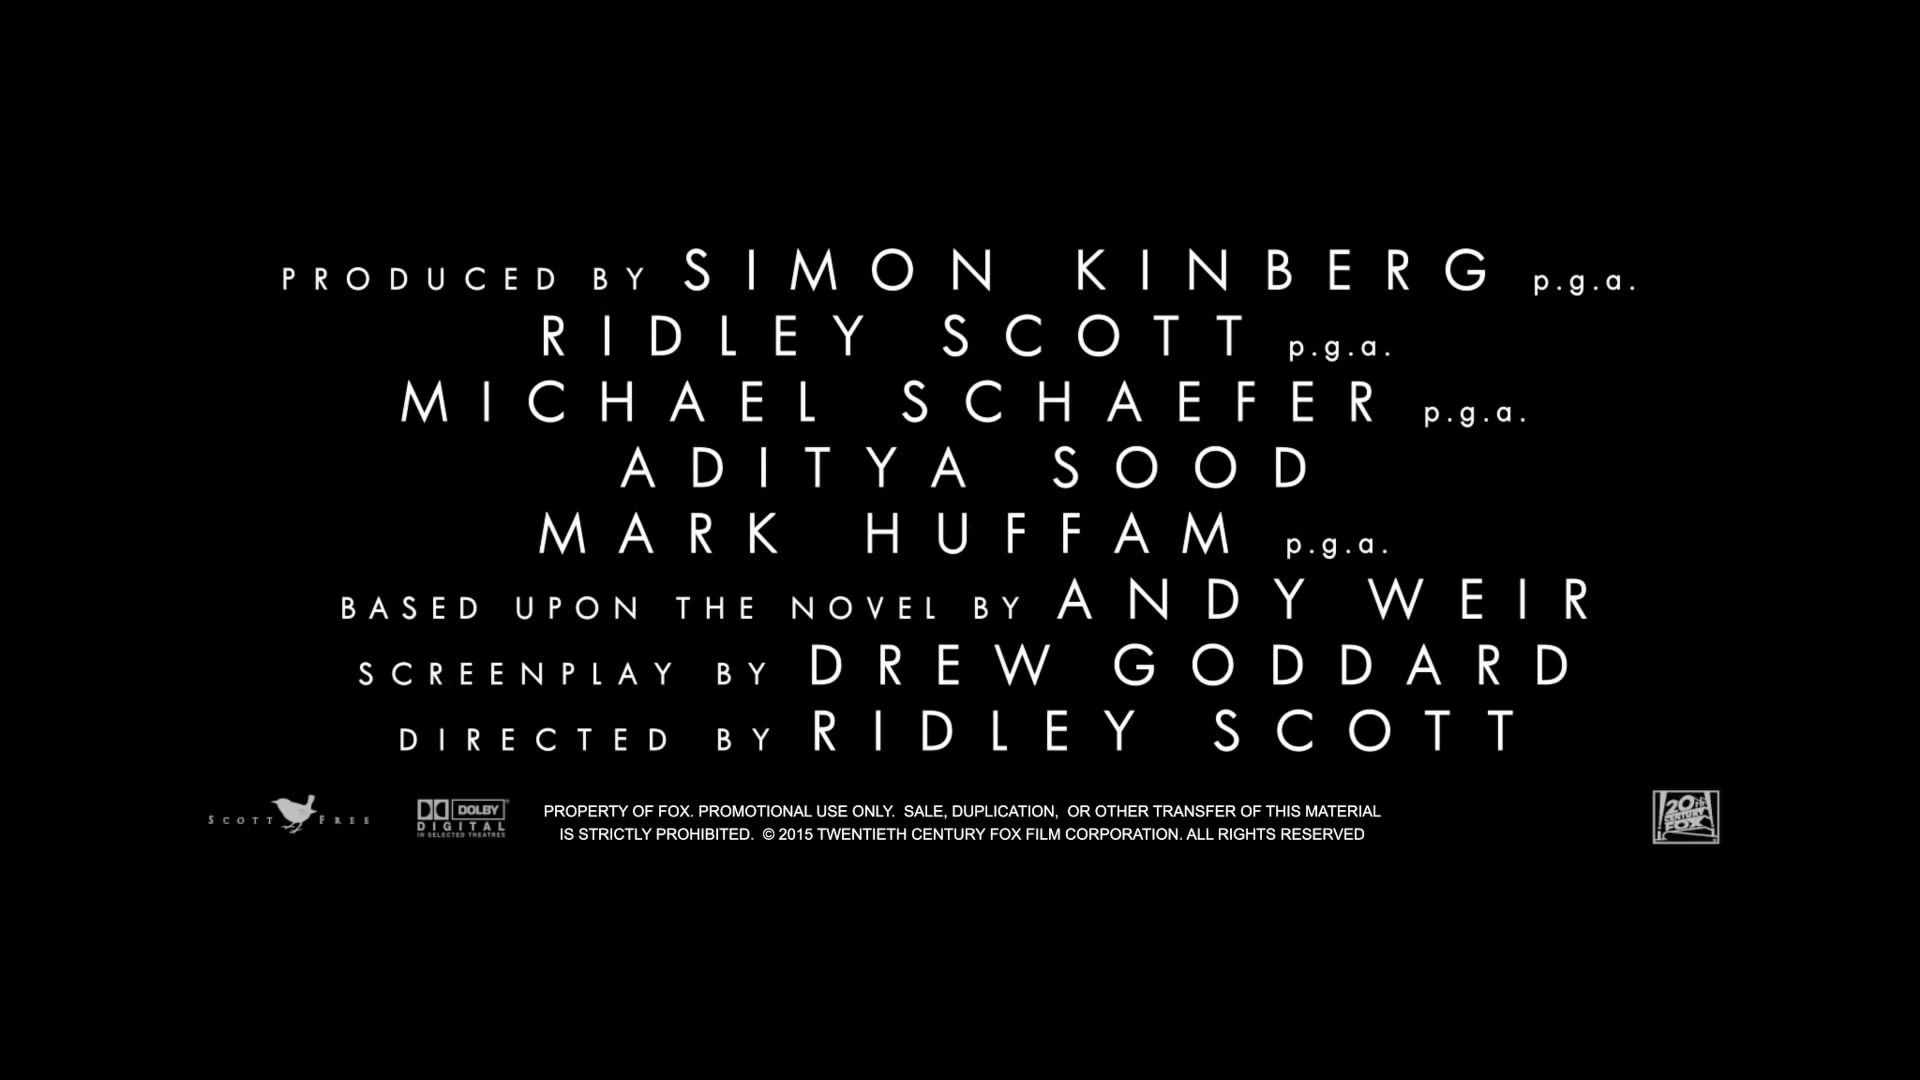 PRODUCED BY SIMON KINBERG p.g.a.
RIDLEY SCOTT p.g.a.
MICHAEL SCHAEFER p.g.a.
ADITYA SOOD
MARK HUFFAM p.g.a.
BASED UPON THE NOVEL BY ANDY WEIR
SCREENPLAY BY DREW GODDARD
DIRECTED BY RIDLEY SCOTT
SCOTT FREE
DOLBY
DIGITAL
IN SELECTED THEATRES
PROPERTY OF FOX. PROMOTIONAL USE ONLY. SALE, DUPLICATION, OR OTHER TRANSFER OF THIS MATERIAL
IS STRICTLY PROHIBITED. © 2015 TWENTIETH CENTURY FOX FILM CORPORATION. ALL RIGHTS RESERVED
20th
CENTURY
FOX